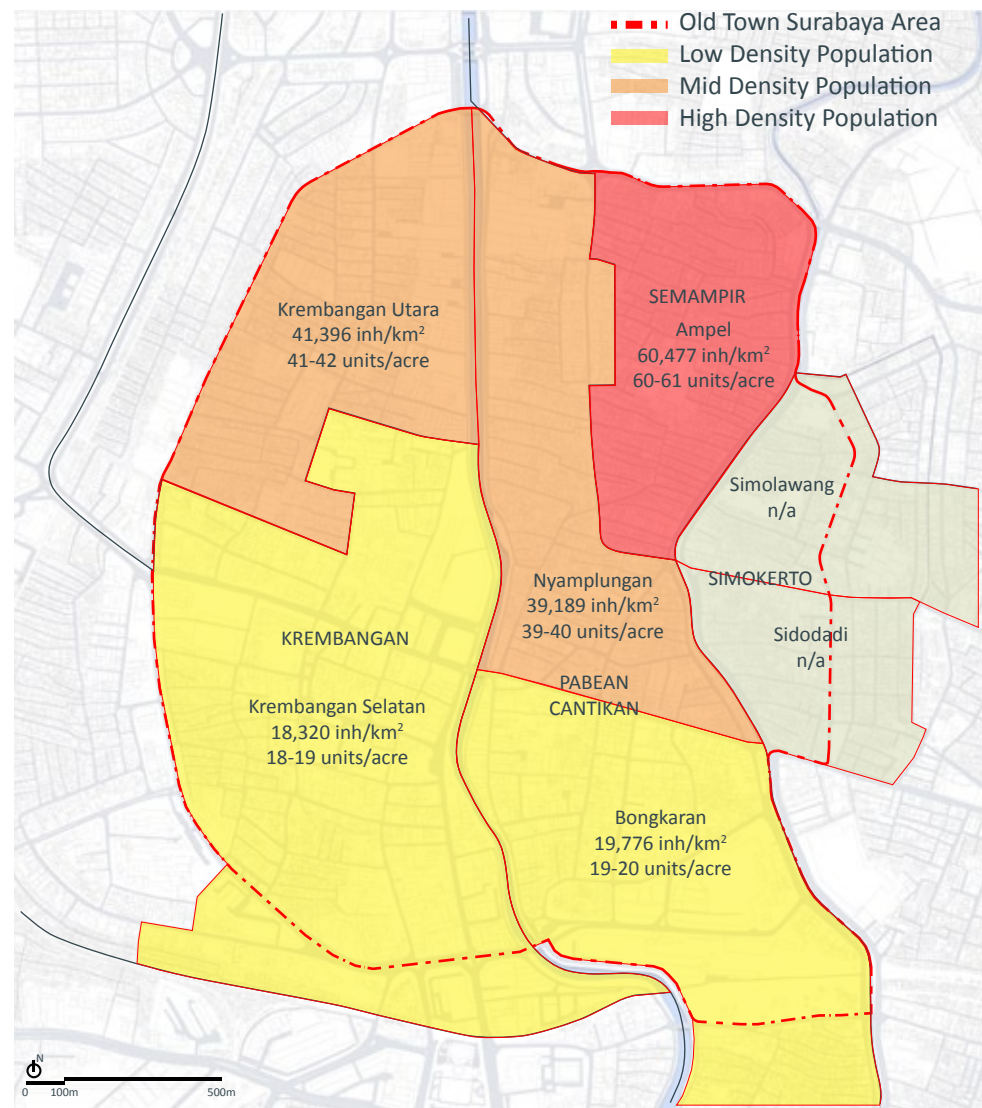 Old Town Surabaya Area
Low Density Population
Mid Density Population
High Density Population
Krembangan Utara
41,396 inh/km²
41-42 units/acre
SEMAMPIR
Ampel
60,477 inh/km²
60-61 units/acre
Simolawang
n/a
SIMOKERTO
Nyamplungan
39,189 inh/km²
39-40 units/acre
Sidodadi
n/a
KREMBANGAN
PABEAN
CANTIKAN
Krembangan Selatan
18,320 inh/km²
18-19 units/acre
Bongkaran
19,776 inh/km²
19-20 units/acre
N
0 100m 500m